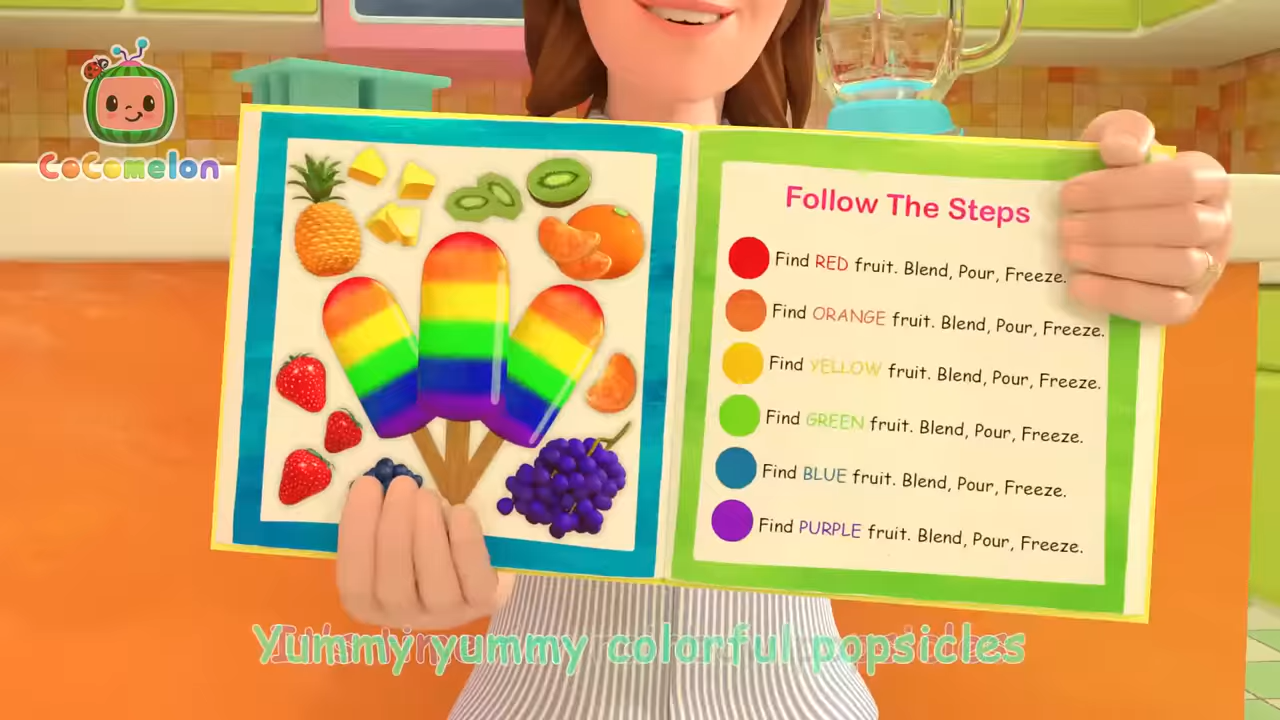 CoComelon
Follow The Steps
Find RED fruit. Blend, Pour, Freeze.
Find ORANGE fruit. Blend, Pour, Freeze.
Find YELLOW fruit. Blend, Pour, Freeze.
Find GREEN fruit. Blend, Pour, Freeze.
Find BLUE fruit. Blend, Pour, Freeze.
Find PURPLE fruit. Blend, Pour, Freeze.
Yummy yummy colorful popsicles